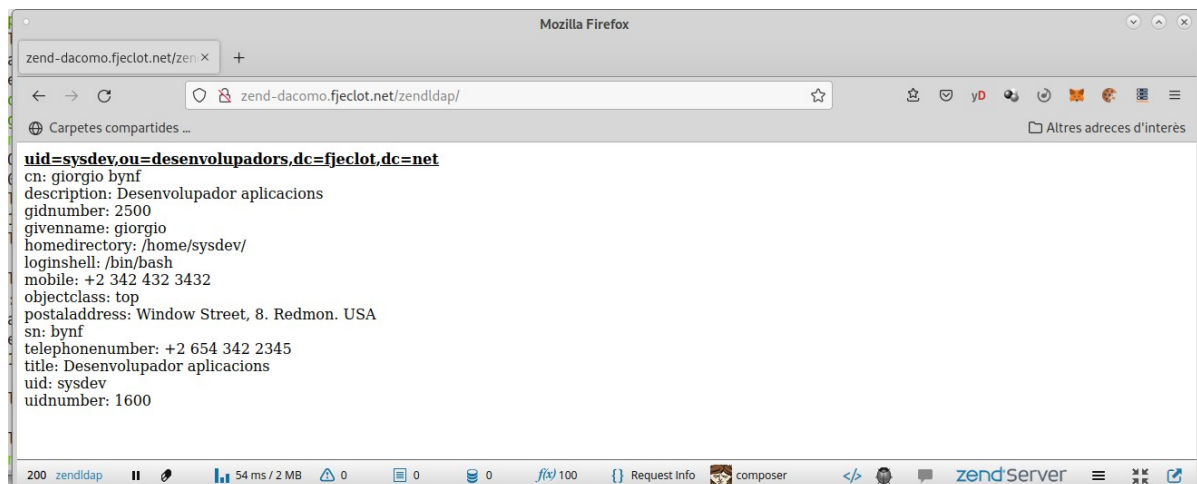 Mozilla Firefox
zend-dacomo.fjeclot.net/zen
zend-dacomo.fjeclot.net/zendldap/
yD
Carpetes compartides ...
Altres adreces d'interès
uid=sysdev,ou=desenvolupadors,dc=fjeclot,dc=net
cn: giorgio bynf
description: Desenvolupador aplicacions
gidnumber: 2500
givenname: giorgio
homedirectory: /home/sysdev/
loginshell: /bin/bash
mobile: +2 342 432 3432
objectclass: top
postaladdress: Window Street, 8. Redmon. USA
sn: bynf
telephonenumber: +2 654 342 2345
title: Desenvolupador aplicacions
uid: sysdev
uidnumber: 1600
200 zendldap 54 ms / 2 MB 0 0 0 f(x) 100 {} Request Info composer </> zend Server